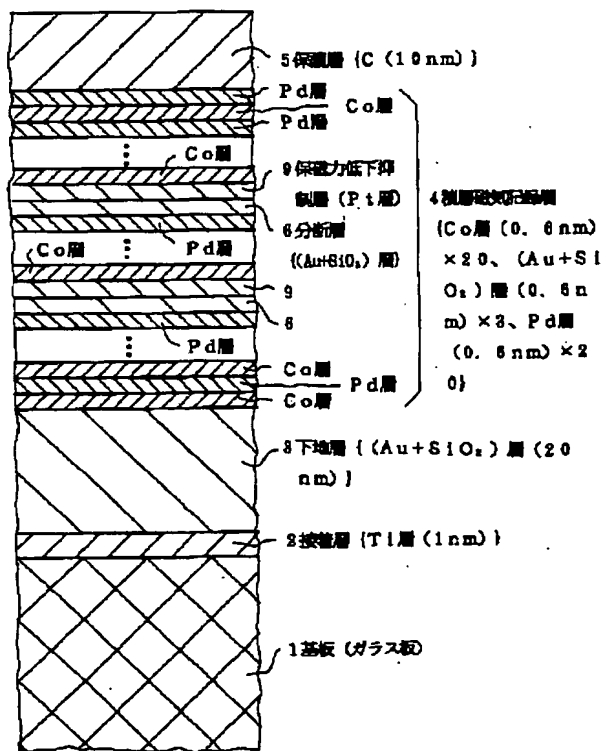 5保護層{C(10nm)}
Pd層
Co層
Pd層
Co層
9保磁力低下抑
制層(Pt層)
6分断層
{(Au+SiO₂)層}
Pd層
Co層
9
6
Pd層
4積層磁気記録層
{Co層(0.6nm)
×20、(Au+Si
O₂)層(0.6n
m)×3、Pd層
(0.6nm)×2
0}
Co層
Pd層
Co層
3下地層{(Au+SiO₂)層(20
nm)}
2接着層{Ti層(1nm)}
1基板(ガラス板)